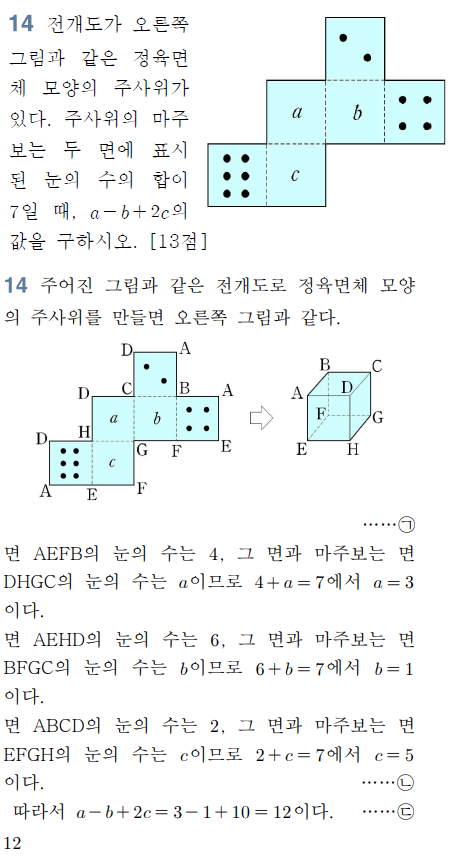 14 전개도가 오른쪽
그림과 같은 정육면
체 모양의 주사위가
있다. 주사위의 마주
보는 두 면에 표시
된 눈의 수의 합이
7일 때, a-b+2c의
값을 구하시오. [13점]
a b
c
14 주어진 그림과 같은 전개도로 정육면체 모양
의 주사위를 만들면 오른쪽 그림과 같다.
D A
D C B A
a b
D H G F E
c
A E F
B C
A D
F G
E H
……㉠
면 AEFB의 눈의 수는 4, 그 면과 마주보는 면
DHGC의 눈의 수는 a이므로 4+a=7에서 a=3
이다.
면 AEHD의 눈의 수는 6, 그 면과 마주보는 면
BFGC의 눈의 수는 b이므로 6+b=7에서 b=1
이다.
면 ABCD의 눈의 수는 2, 그 면과 마주보는 면
EFGH의 눈의 수는 c이므로 2+c=7에서 c=5
이다. ……㉡
따라서 a-b+2c=3-1+10=12이다. ……㉢
12